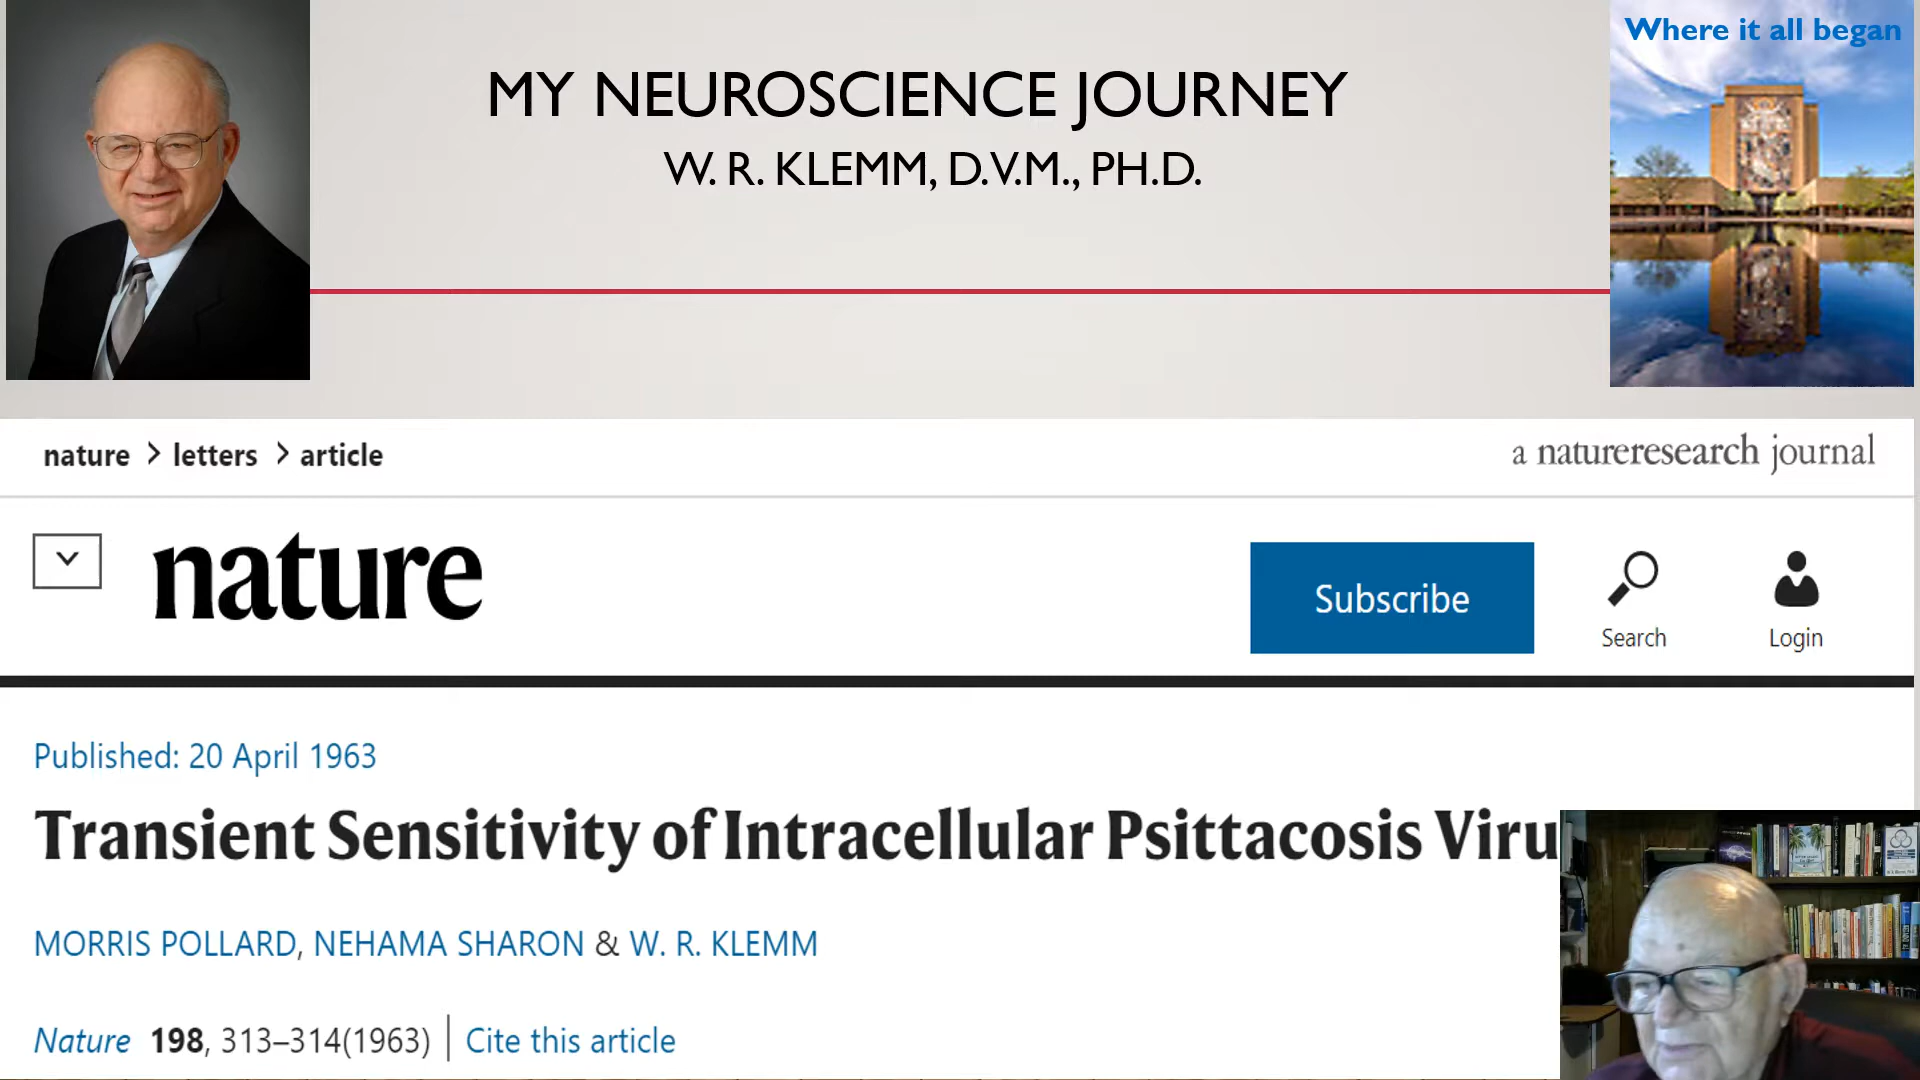 Where it all began
MY NEUROSCIENCE JOURNEY
W. R. KLEMM, D.V.M., PH.D.
nature > letters > article
a natureresearch journal
nature
Subscribe
Search
Login
Published: 20 April 1963
Transient Sensitivity of Intracellular Psittacosis Viru
MORRIS POLLARD, NEHAMA SHARON & W. R. KLEMM
Nature 198, 313–314(1963) | Cite this article